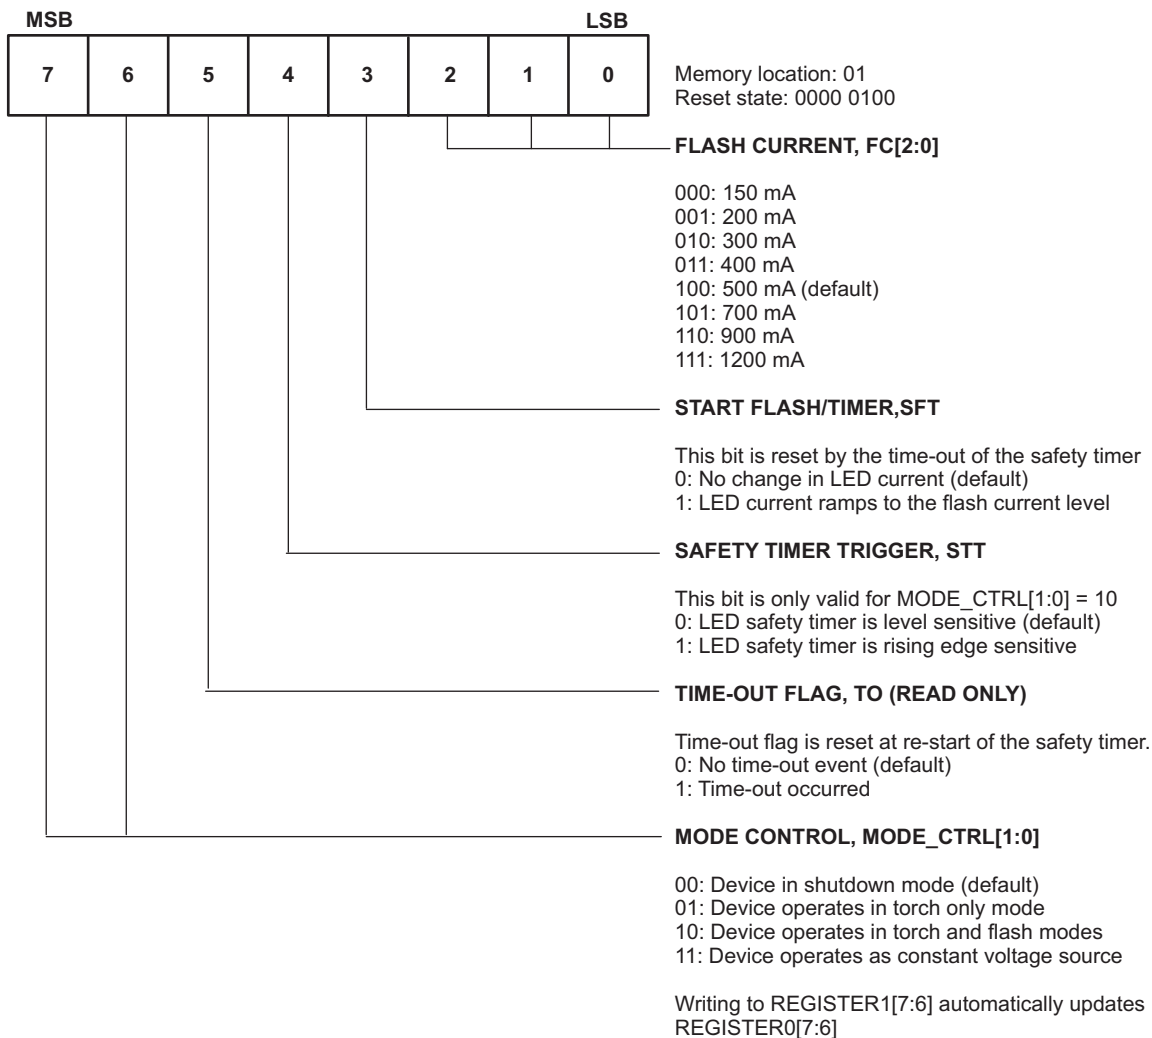 MSB LSB
7 6 5 4 3 2 1 0
Memory location: 01
Reset state: 0000 0100
FLASH CURRENT, FC[2:0]
000: 150 mA
001: 200 mA
010: 300 mA
011: 400 mA
100: 500 mA (default)
101: 700 mA
110: 900 mA
111: 1200 mA
START FLASH/TIMER,SFT
This bit is reset by the time-out of the safety timer
0: No change in LED current (default)
1: LED current ramps to the flash current level
SAFETY TIMER TRIGGER, STT
This bit is only valid for MODE_CTRL[1:0] = 10
0: LED safety timer is level sensitive (default)
1: LED safety timer is rising edge sensitive
TIME-OUT FLAG, TO (READ ONLY)
Time-out flag is reset at re-start of the safety timer.
0: No time-out event (default)
1: Time-out occurred
MODE CONTROL, MODE_CTRL[1:0]
00: Device in shutdown mode (default)
01: Device operates in torch only mode
10: Device operates in torch and flash modes
11: Device operates as constant voltage source
Writing to REGISTER1[7:6] automatically updates
REGISTER0[7:6]